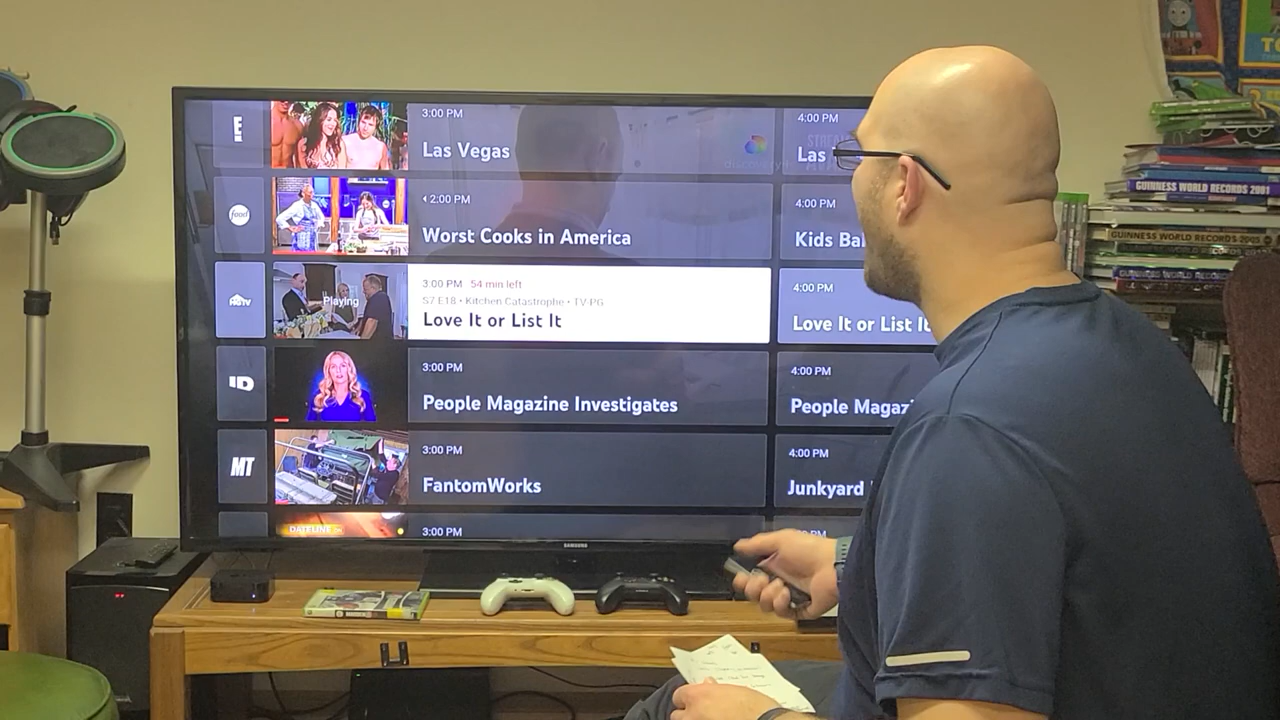 E!
3:00 PM
Las Vegas
4:00 PM
Las
food
2:00 PM
Worst Cooks in America
4:00 PM
Kids Ba
HGTV
Playing
3:00 PM 54 min left
S7 E18 • Kitchen Catastrophe • TV-PG
Love It or List It
4:00 PM
Love It or List It
ID
3:00 PM
People Magazine Investigates
4:00 PM
People Magaz
MT
3:00 PM
FantomWorks
4:00 PM
Junkyard
DATELINE
3:00 PM
PM
SAMSUNG
GUINNESS WORLD RECORDS 2001
GUINNESS WORLD RECORDS 2005